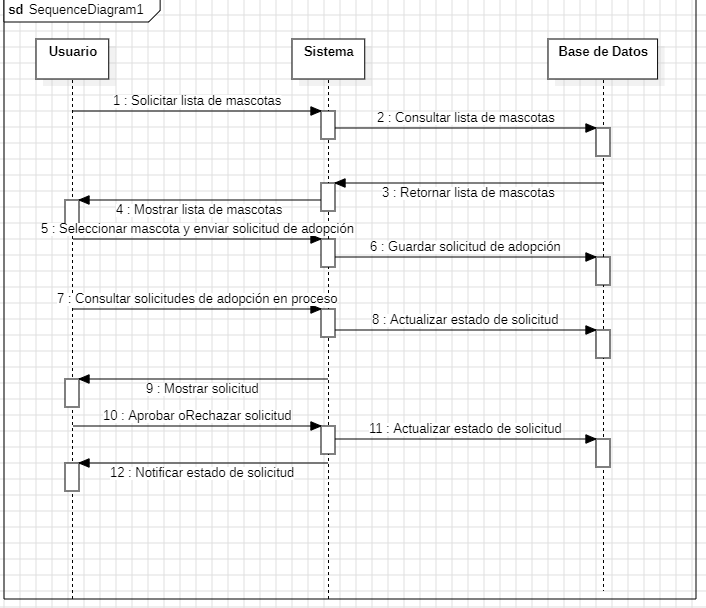 sd SequenceDiagram1
Usuario
Sistema
Base de Datos
1 : Solicitar lista de mascotas
2 : Consultar lista de mascotas
3 : Retornar lista de mascotas
4 : Mostrar lista de mascotas
5 : Seleccionar mascota y enviar solicitud de adopción
6 : Guardar solicitud de adopción
7 : Consultar solicitudes de adopción en proceso
8 : Actualizar estado de solicitud
9 : Mostrar solicitud
10 : Aprobar oRechazar solicitud
11 : Actualizar estado de solicitud
12 : Notificar estado de solicitud